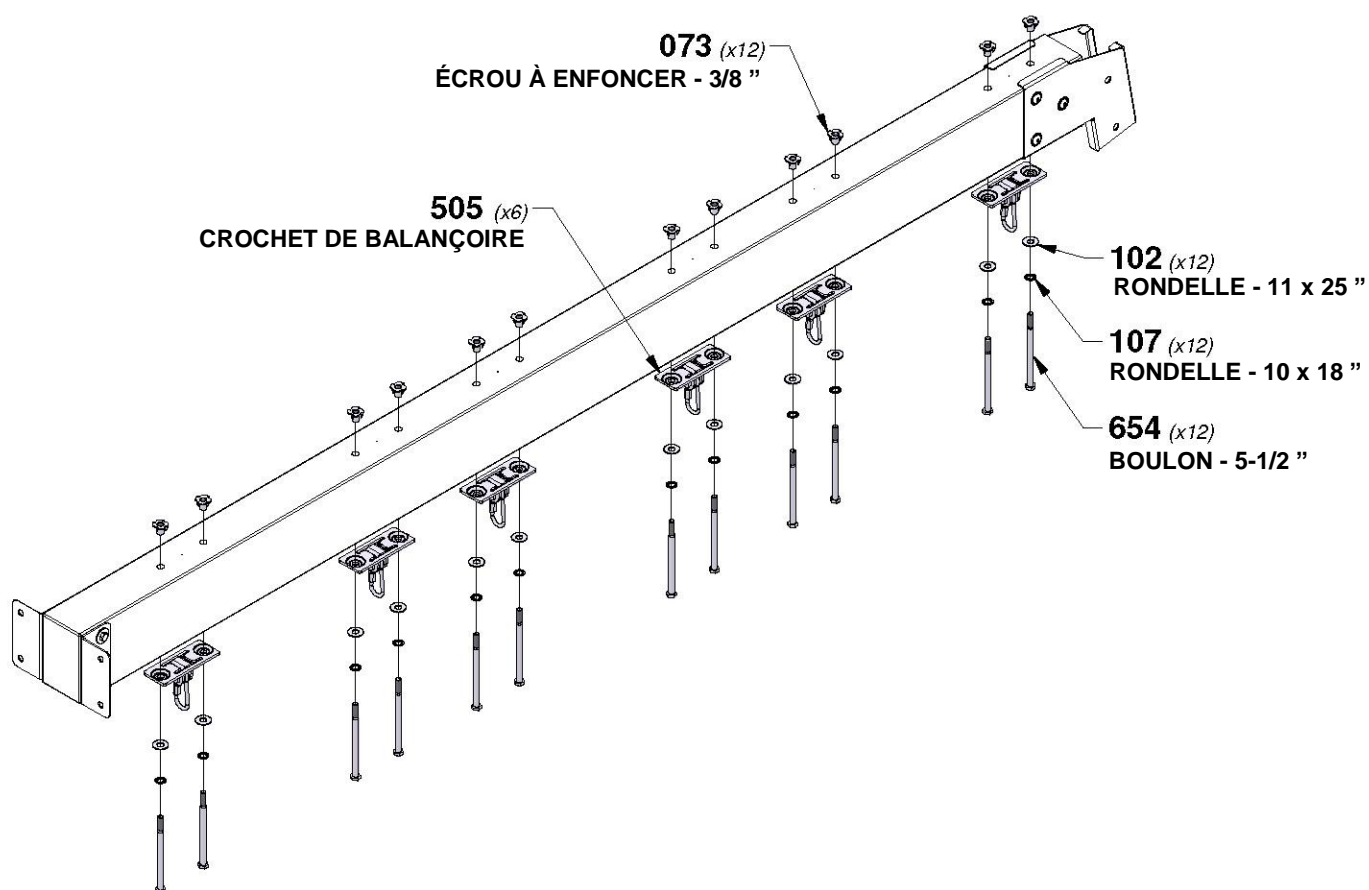 073 (x12)
ÉCROU À ENFONCER - 3/8 ”
505 (x6)
CROCHET DE BALANÇOIRE
102 (x12)
RONDELLE - 11 x 25 ”
107 (x12)
RONDELLE - 10 x 18 ”
654 (x12)
BOULON - 5-1/2 ”